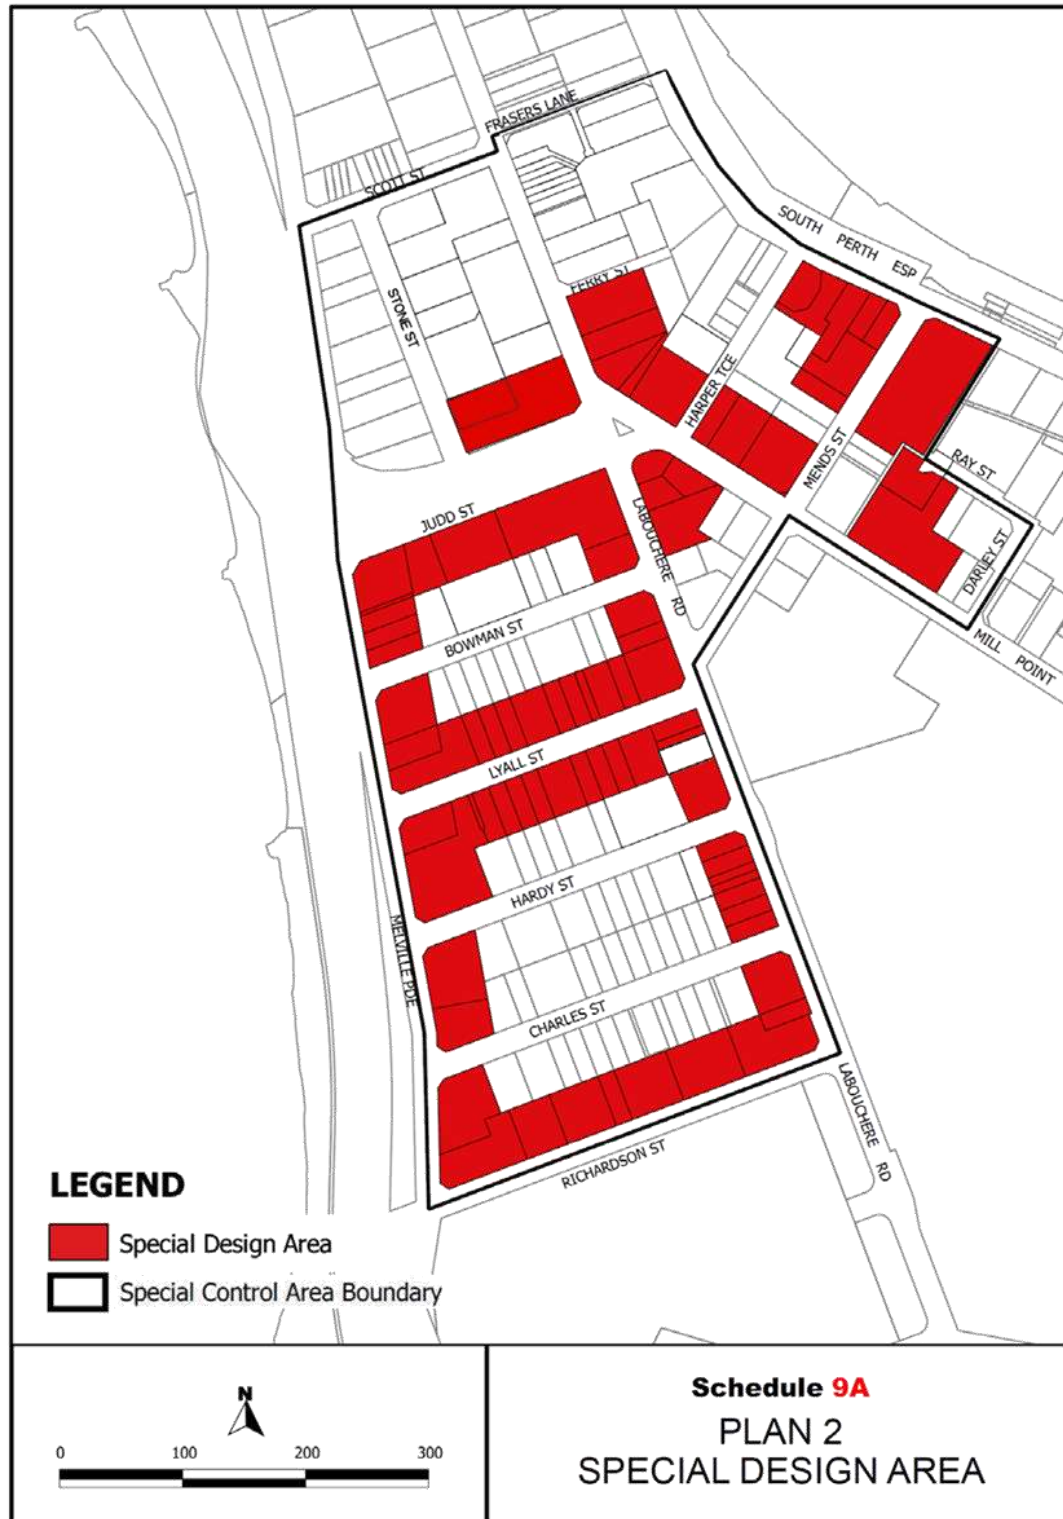 FRASERS LANE
SCOTT ST
SOUTH PERTH ESP
FERRY ST
STONE ST
HARPER TCE
MENDS ST
RAY ST
JUDD ST
LABOUCHERE RD
DARLEY ST
BOWMAN ST
MILL POINT
LYALL ST
HARDY ST
MELVILLE PDE
CHARLES ST
LABOUCHERE RD
RICHARDSON ST
LEGEND
Special Design Area
Special Control Area Boundary
N
0 100 200 300
Schedule 9A
PLAN 2
SPECIAL DESIGN AREA